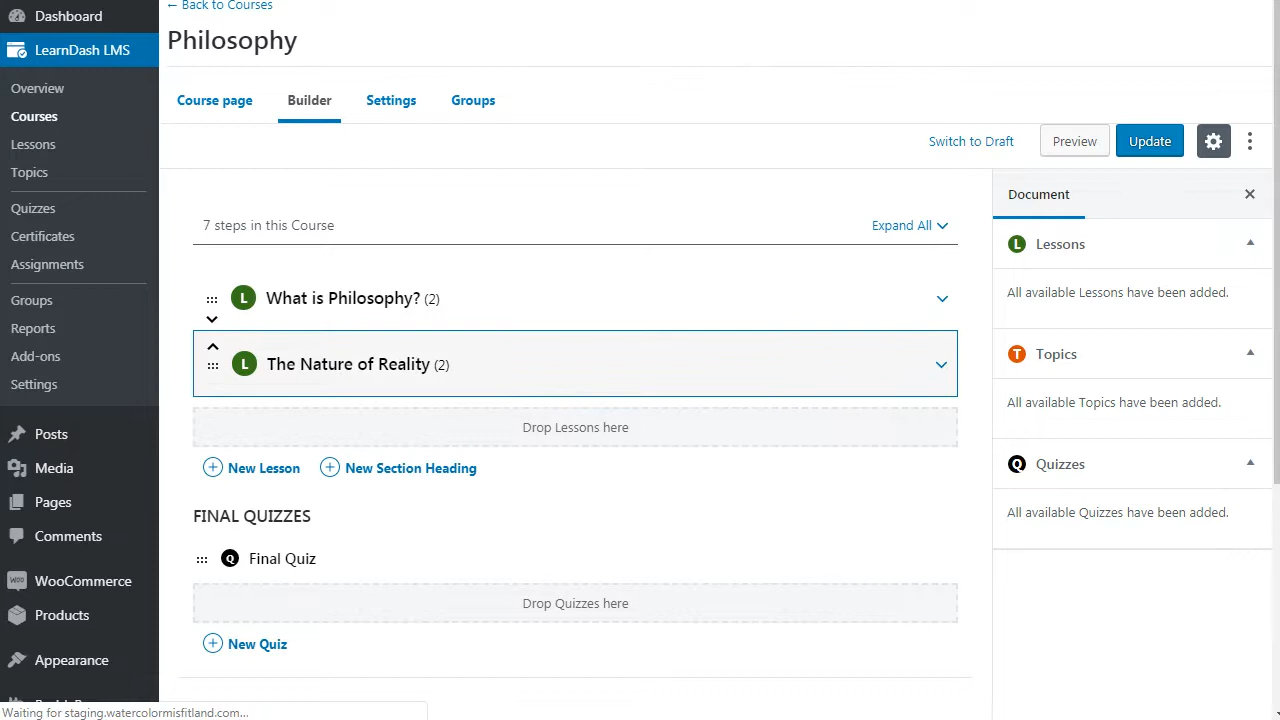 Dashboard
LearnDash LMS
Overview
Courses
Lessons
Topics
Quizzes
Certificates
Assignments
Groups
Reports
Add-ons
Settings
Posts
Media
Pages
Comments
WooCommerce
Products
Appearance
← Back to Courses
Philosophy
Course page Builder Settings Groups
Switch to Draft Preview Update
7 steps in this Course Expand All
L What is Philosophy? (2)
L The Nature of Reality (2)
Drop Lessons here
New Lesson New Section Heading
FINAL QUIZZES
Q Final Quiz
Drop Quizzes here
New Quiz
Document
L Lessons
All available Lessons have been added.
T Topics
All available Topics have been added.
Q Quizzes
All available Quizzes have been added.
Waiting for staging.watercolormisfitland.com...